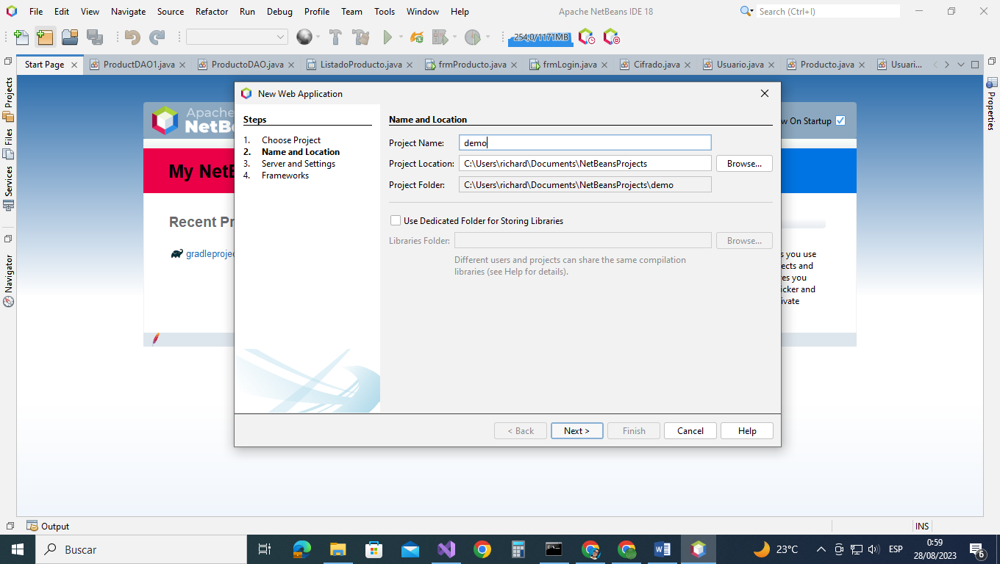 File Edit View Navigate Source Refactor Run Debug Profile Team Tools Window Help
Apache NetBeans IDE 18
Search (Ctrl+I)
254,0/1171MB
Start Page
ProductDAO1.java
ProductoDAO.java
ListadoProducto.java
frmProducto.java
frmLogin.java
Cifrado.java
Usuario.java
Producto.java
Usuari...
Projects
Files
Services
Navigator
Properties
Apache
NetBe
w On Startup
My NetB
Recent Pr
gradleprojec
s you use
ects and
es you
icker and
ivate
New Web Application
Steps
1. Choose Project
2. Name and Location
3. Server and Settings
4. Frameworks
Name and Location
Project Name: demo
Project Location: C:\Users\richard\Documents\NetBeansProjects Browse...
Project Folder: C:\Users\richard\Documents\NetBeansProjects\demo
Use Dedicated Folder for Storing Libraries
Libraries Folder: Browse...
Different users and projects can share the same compilation
libraries (see Help for details).
< Back Next > Finish Cancel Help
Output
INS
Buscar
23°C
ESP
0:59
28/08/2023
6